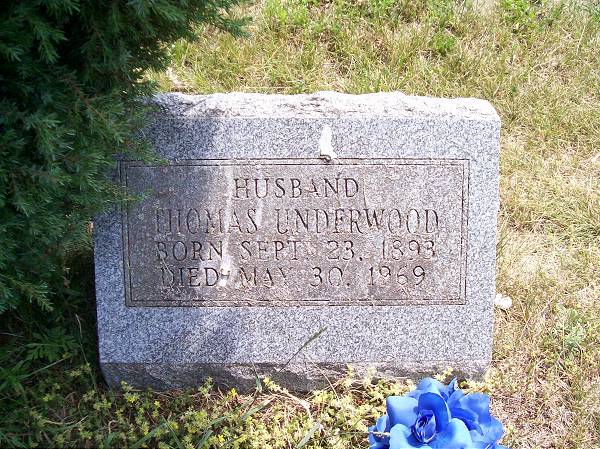 HUSBAND
THOMAS UNDERWOOD
BORN SEPT. 23, 1893
DIED MAY 30, 1969